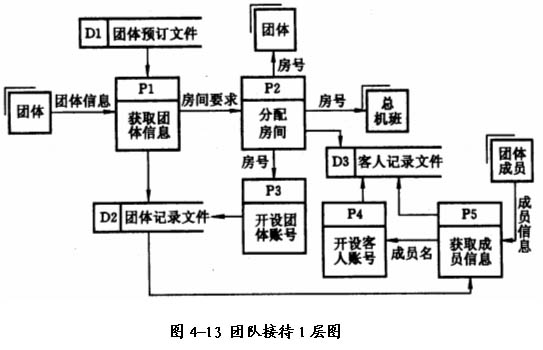 D1 团体预订文件
团体
房号
团体
团体信息
P1
获取团
体信息
房间要求
P2
分配
房间
房号
总
机班
房号
D3 客人记录文件
团体
成员
D2 团体记录文件
P3
开设团
体账号
P4
开设客
人账号
成员名
P5
获取成
员信息
成员信息
图 4-13 团队接待 1 层图